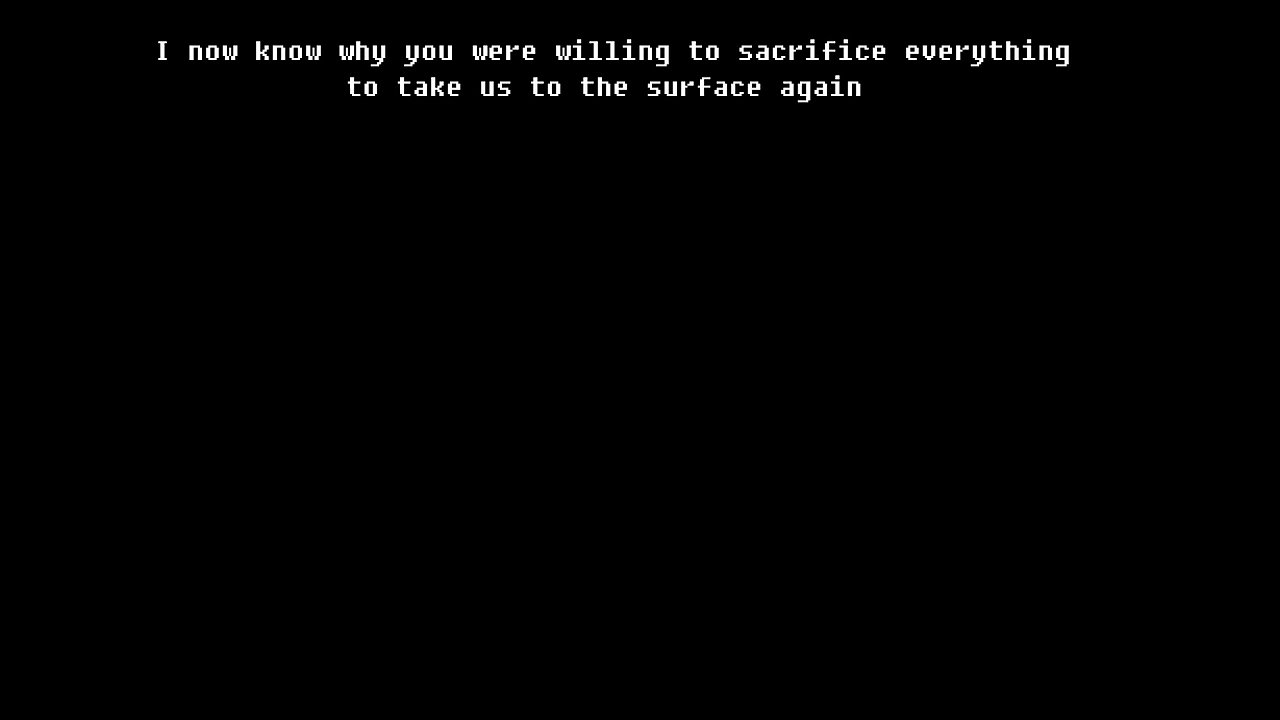 I now know why you were willing to sacrifice everything
to take us to the surface again